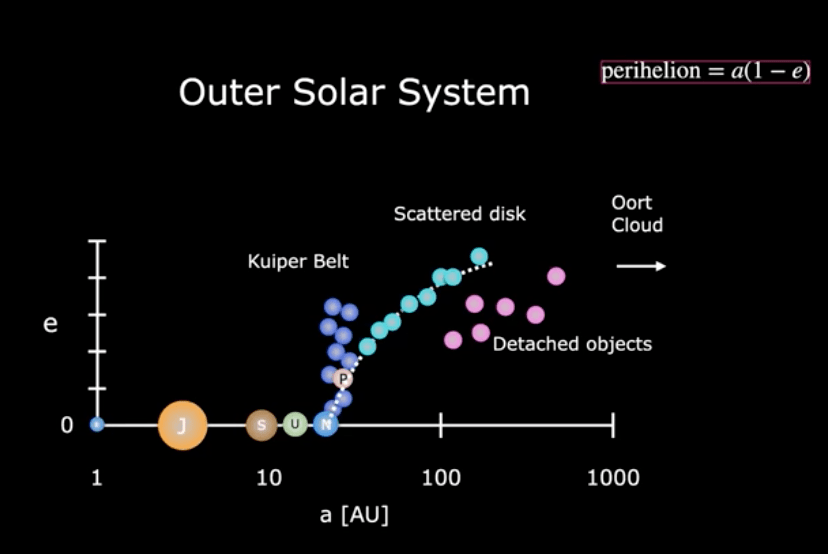 perihelion = a(1 − e)
Outer Solar System
Scattered disk
Oort
Cloud
Kuiper Belt
e
Detached objects
P
0
J
S
U
N
1
10
100
1000
a [AU]